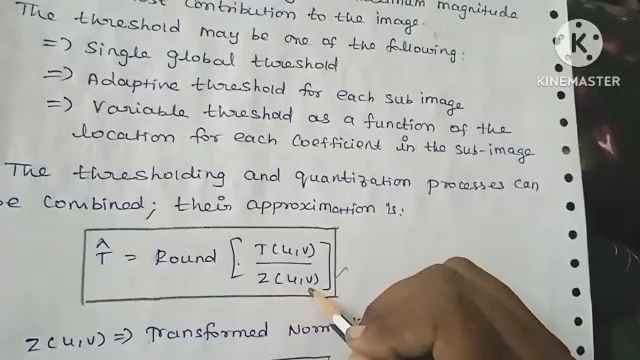 contribution to the image. magnitude
The threshold may be one of the following:
=> Single global threshold
=> Adaptive threshold for each sub image
=> Variable threshad as a function of the
location for each coefficient in the sub-image
The thresholding and quantization processes can
be combined; their approximation is:
T̂ = Round [ T(u,v) / Z(u,v) ]
Z(u,v) => Transformed Norm
K
KINEMASTER